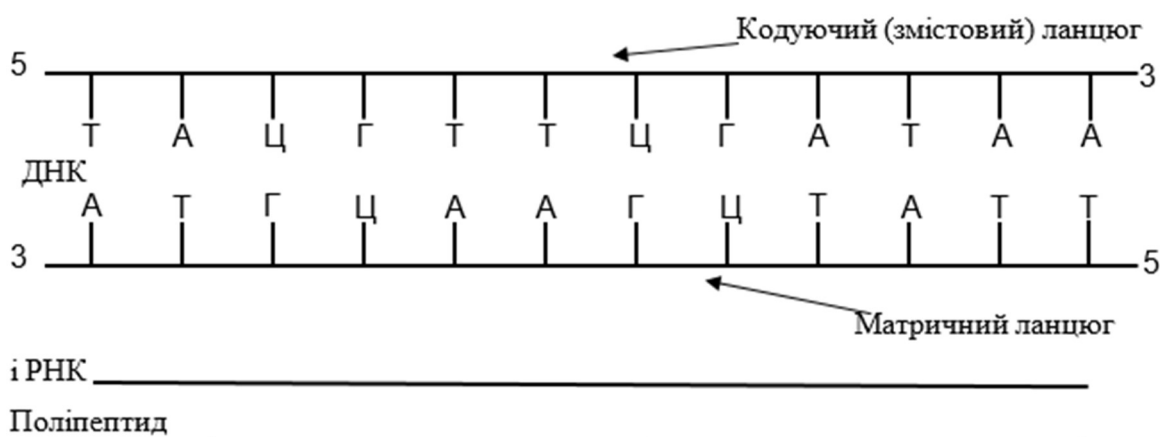 Кодуючий (змістовий) ланцюг
5 3
Т А Ц Г Т Т Ц Г А Т А А
ДНК
А Т Г Ц А А Г Ц Т А Т Т
3 5
Матричний ланцюг
і РНК
Поліпептид